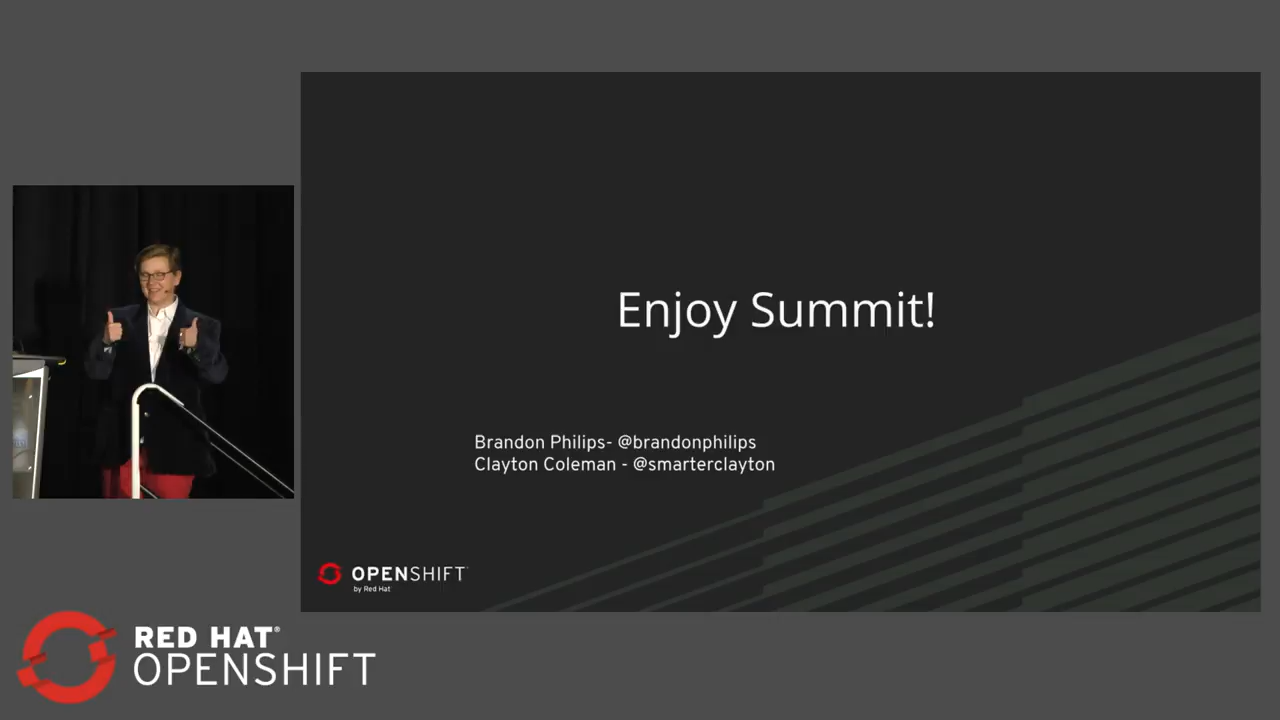 Enjoy Summit!
Brandon Philips- @brandonphilips
Clayton Coleman - @smarterclayton
OPENSHIFT
by Red Hat
RED HAT®
OPENSHIFT